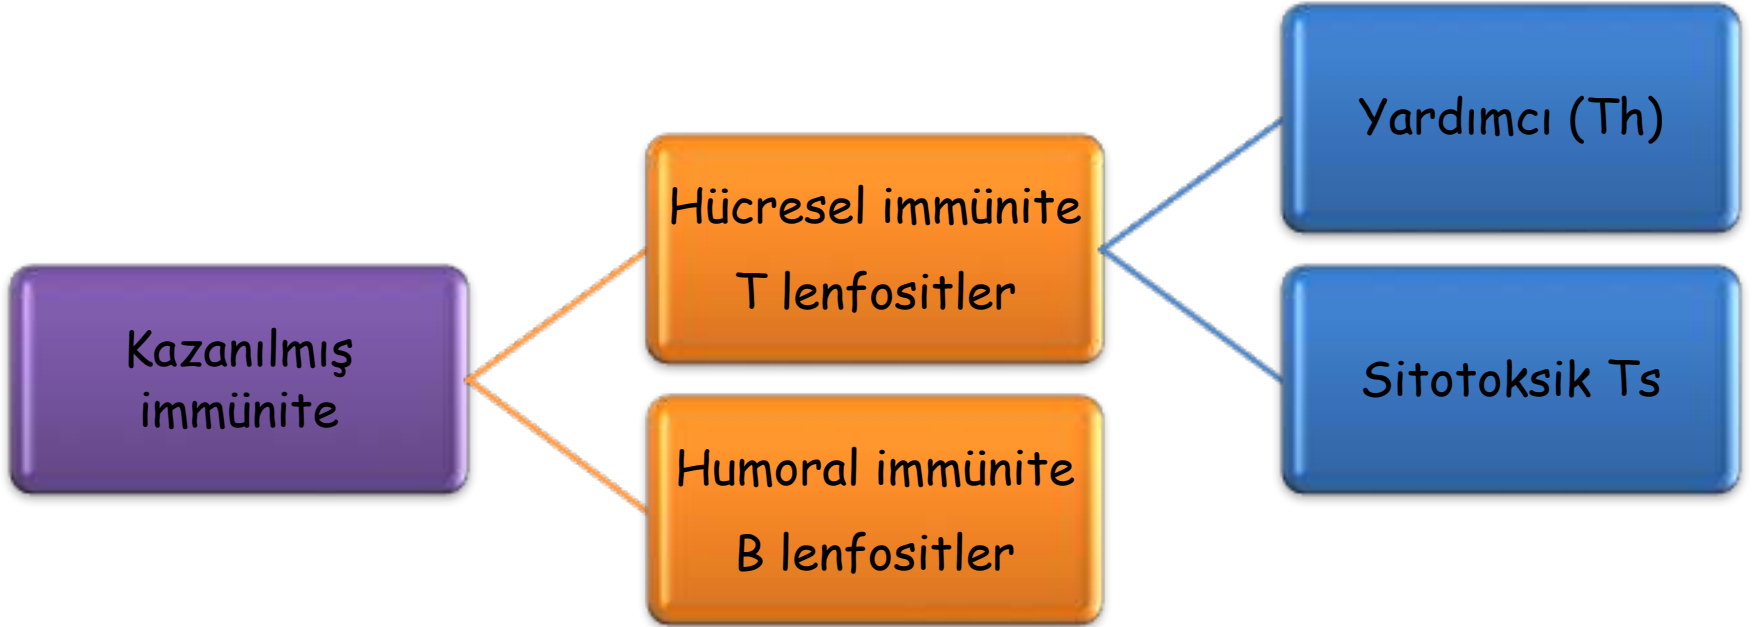 Kazanılmış
immünite
Hücresel immünite
T lenfositler
Humoral immünite
B lenfositler
Yardımcı (Th)
Sitotoksik Ts